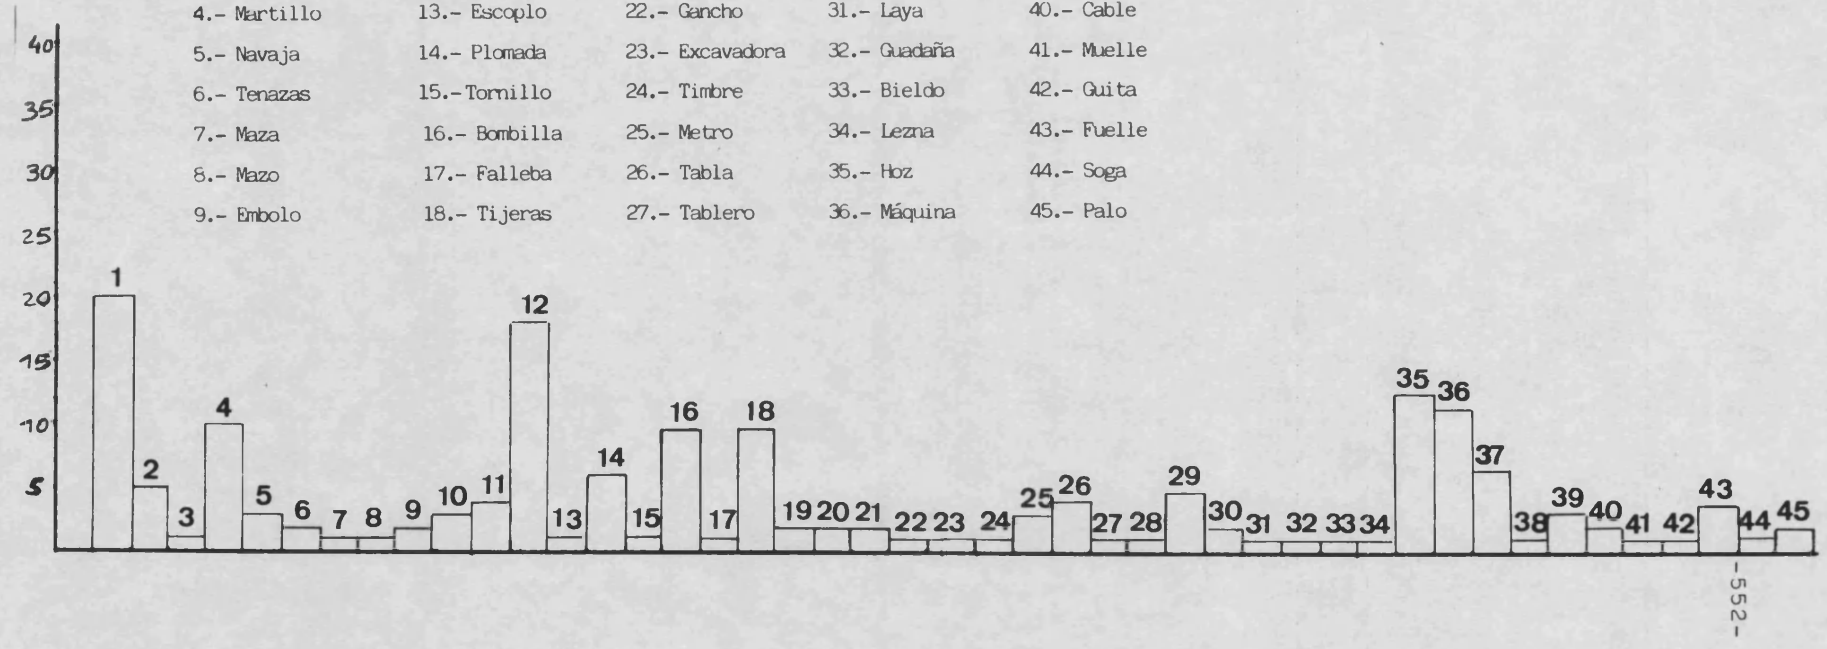 4.- Martillo 13.- Escoplo 22.- Gancho 31.- Laya 40.- Cable
5.- Navaja 14.- Plomada 23.- Excavadora 32.- Guadaña 41.- Muelle
6.- Tenazas 15.-Tornillo 24.- Timbre 33.- Bieldo 42.- Guita
7.- Maza 16.- Bombilla 25.- Metro 34.- Lezna 43.- Fuelle
8.- Mazo 17.- Falleba 26.- Tabla 35.- Hoz 44.- Soga
9.- Embolo 18.- Tijeras 27.- Tablero 36.- Máquina 45.- Palo
40
35
30
25
20
15
10
5
1 2 3 4 5 6 7 8 9 10 11 12 13 14 15 16 17 18 19 20 21 22 23 24 25 26 27 28 29 30 31 32 33 34 35 36 37 38 39 40 41 42 43 44 45
-552-